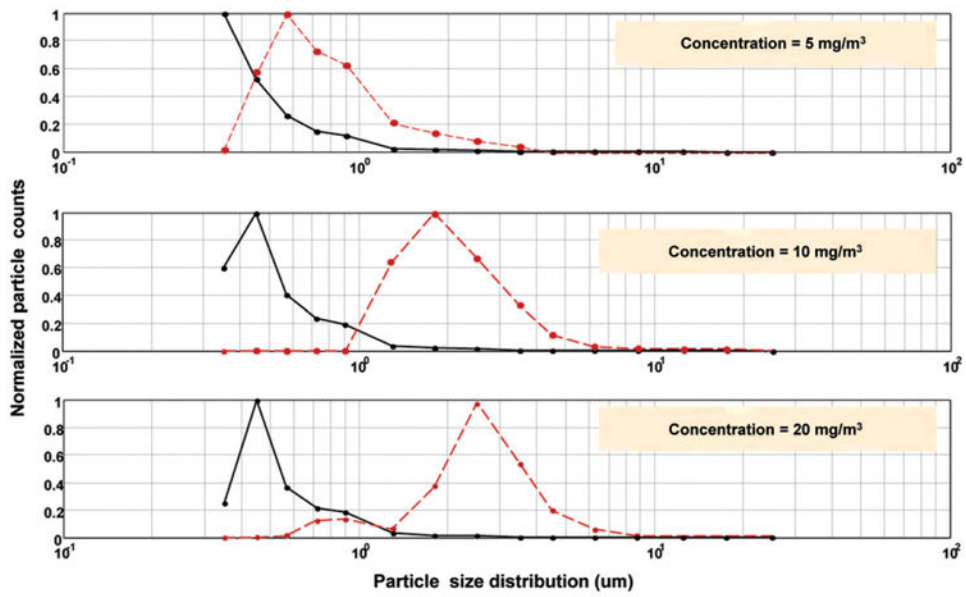 1
0.8
0.6
0.4
0.2
0
10⁻¹ 10⁰ 10¹ 10²
Concentration = 5 mg/m³
1
0.8
0.6
0.4
0.2
0
10⁻¹ 10⁰ 10¹ 10²
Concentration = 10 mg/m³
1
0.8
0.6
0.4
0.2
0
10⁻¹ 10⁰ 10¹ 10²
Concentration = 20 mg/m³
Normalized particle counts
Particle size distribution (um)